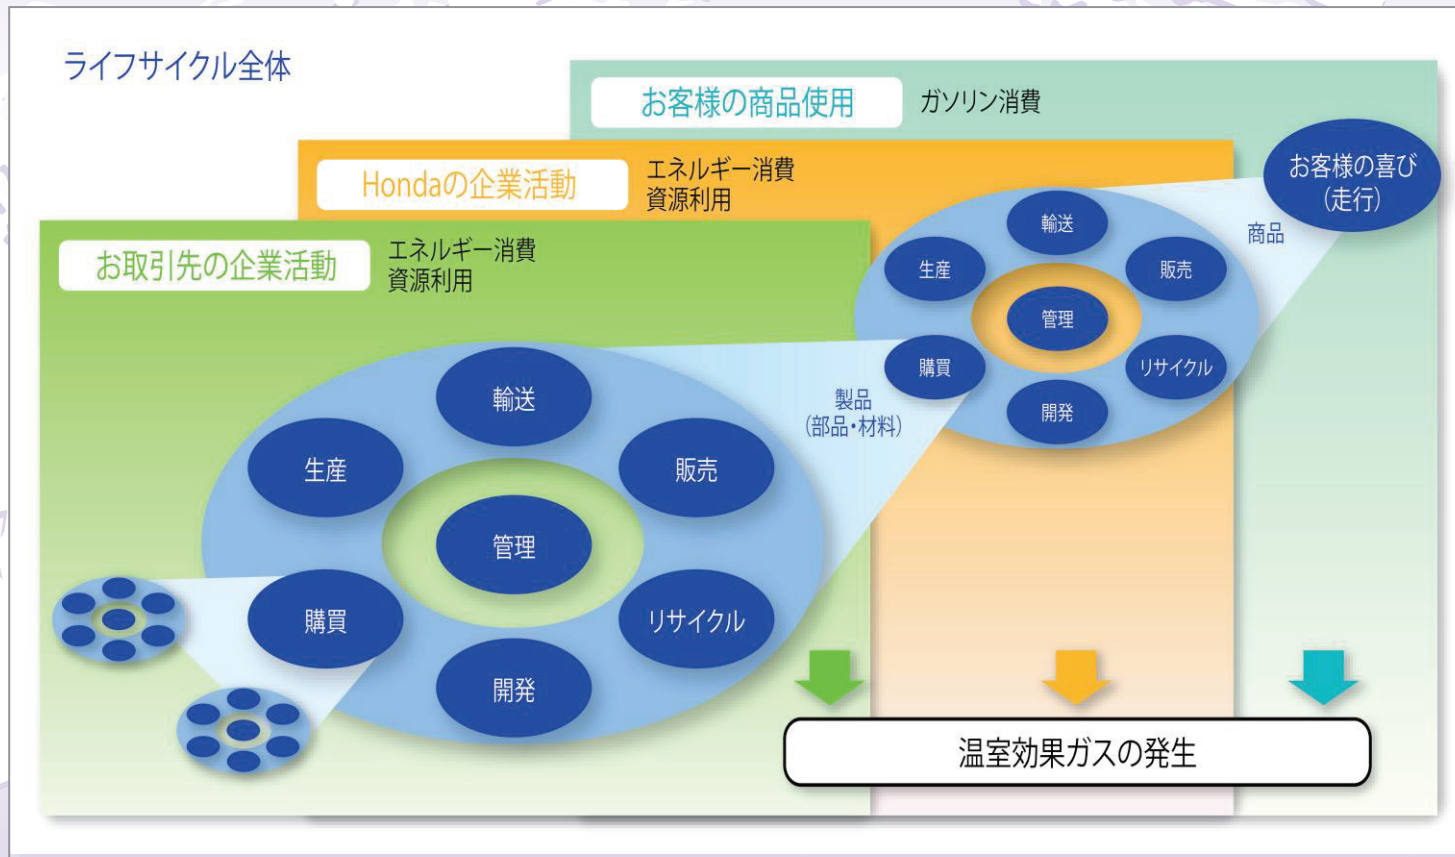 ライフサイクル全体
お客様の商品使用
ガソリン消費
Hondaの企業活動
エネルギー消費
資源利用
お取引先の企業活動
エネルギー消費
資源利用
お客様の喜び
(走行)
商品
輸送
生産
販売
管理
購買
リサイクル
開発
製品
(部品・材料)
輸送
生産
販売
管理
購買
リサイクル
開発
温室効果ガスの発生